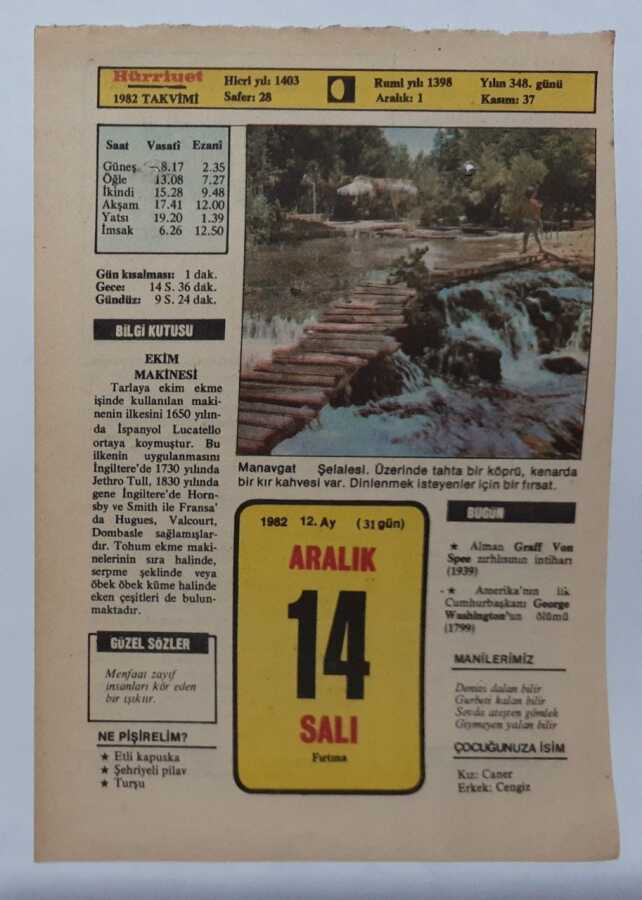 Hürriyet
1982 TAKVİMİ
Hicri yılı: 1403
Safer: 28
Rumi yılı: 1398
Aralık: 1
Yılın 348. günü
Kasım: 37
Saat Vasatî Ezanî
Güneş 8.17 2.35
Öğle 13.08 7.27
İkindi 15.28 9.48
Akşam 17.41 12.00
Yatsı 19.20 1.39
İmsak 6.26 12.50
Gün kısalması: 1 dak.
Gece: 14 S. 36 dak.
Gündüz: 9 S. 24 dak.
BİLGİ KUTUSU
EKİM
MAKİNESİ
Tarlaya ekim ekme
işinde kullanılan maki-
nenin ilkesini 1650 yılın-
da İspanyol Lucatello
ortaya koymuştur. Bu
ilkenin uygulanmasını
İngiltere'de 1730 yılında
Jethro Tull, 1830 yılında
gene İngiltere'de Horn-
sby ve Smith ile Fransa'
da Hugues, Valcourt,
Dombasle sağlamışlar-
dır. Tohum ekme maki-
nelerinin sıra halinde,
serpme şeklinde veya
öbek öbek küme halinde
eken çeşitleri de bulun-
maktadır.
GÜZEL SÖZLER
Menfaat zayıf
insanları kör eden
bir ışıktır.
NE PİŞİRELİM?
★ Etli kapuska
★ Şehriyeli pilav
★ Turşu
Manavgat Şelalesi. Üzerinde tahta bir köprü, kenarda
bir kır kahvesi var. Dinlenmek isteyenler için bir fırsat.
1982 12. Ay (31 gün)
ARALIK
14
SALI
Fırtına
BUGÜN
★ Alman Graff Von
Spee zırhlısının intiharı
(1939)
★ Amerika'nın ilk
Cumhurbaşkanı George
Washington'un ölümü
(1799)
MANİLERİMİZ
Denizi dalan bilir
Gurbeti kalan bilir
Sevda ateşten gömlek
Giymeyen yalan bilir
ÇOCUĞUNUZA İSİM
Kız: Caner
Erkek: Cengiz